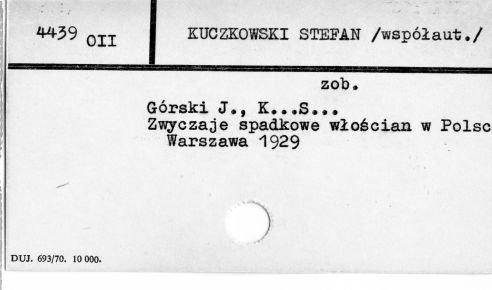 4439 OII
KUCZKOWSKI STEFAN /współaut./
zob.
Górski J., K...S...
Zwyczaje spadkowe włościan w Polsc
Warszawa 1929
DUJ. 693/70. 10 000.